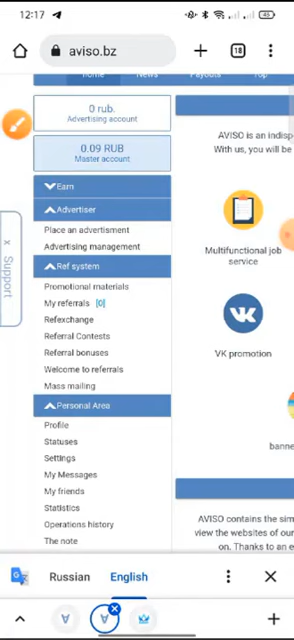 12:17
45
aviso.bz
18
home
News
Payouts
Top
0 rub.
Advertising account
0.09 RUB
Master account
Earn
Advertiser
Place an advertisment
Advertising management
Ref system
Promotional materials
My referrals [0]
Refexchange
Referral Contests
Referral bonuses
Welcome to referrals
Mass mailing
Personal Area
Profile
Statuses
Settings
My Messages
My friends
Statistics
Operations history
The note
x Support
AVISO is an indisp
With us, you will be
Multifunctional job
service
VK promotion
banne
AVISO contains the sim
view the websites of our
on. Thanks to an e
Russian
English